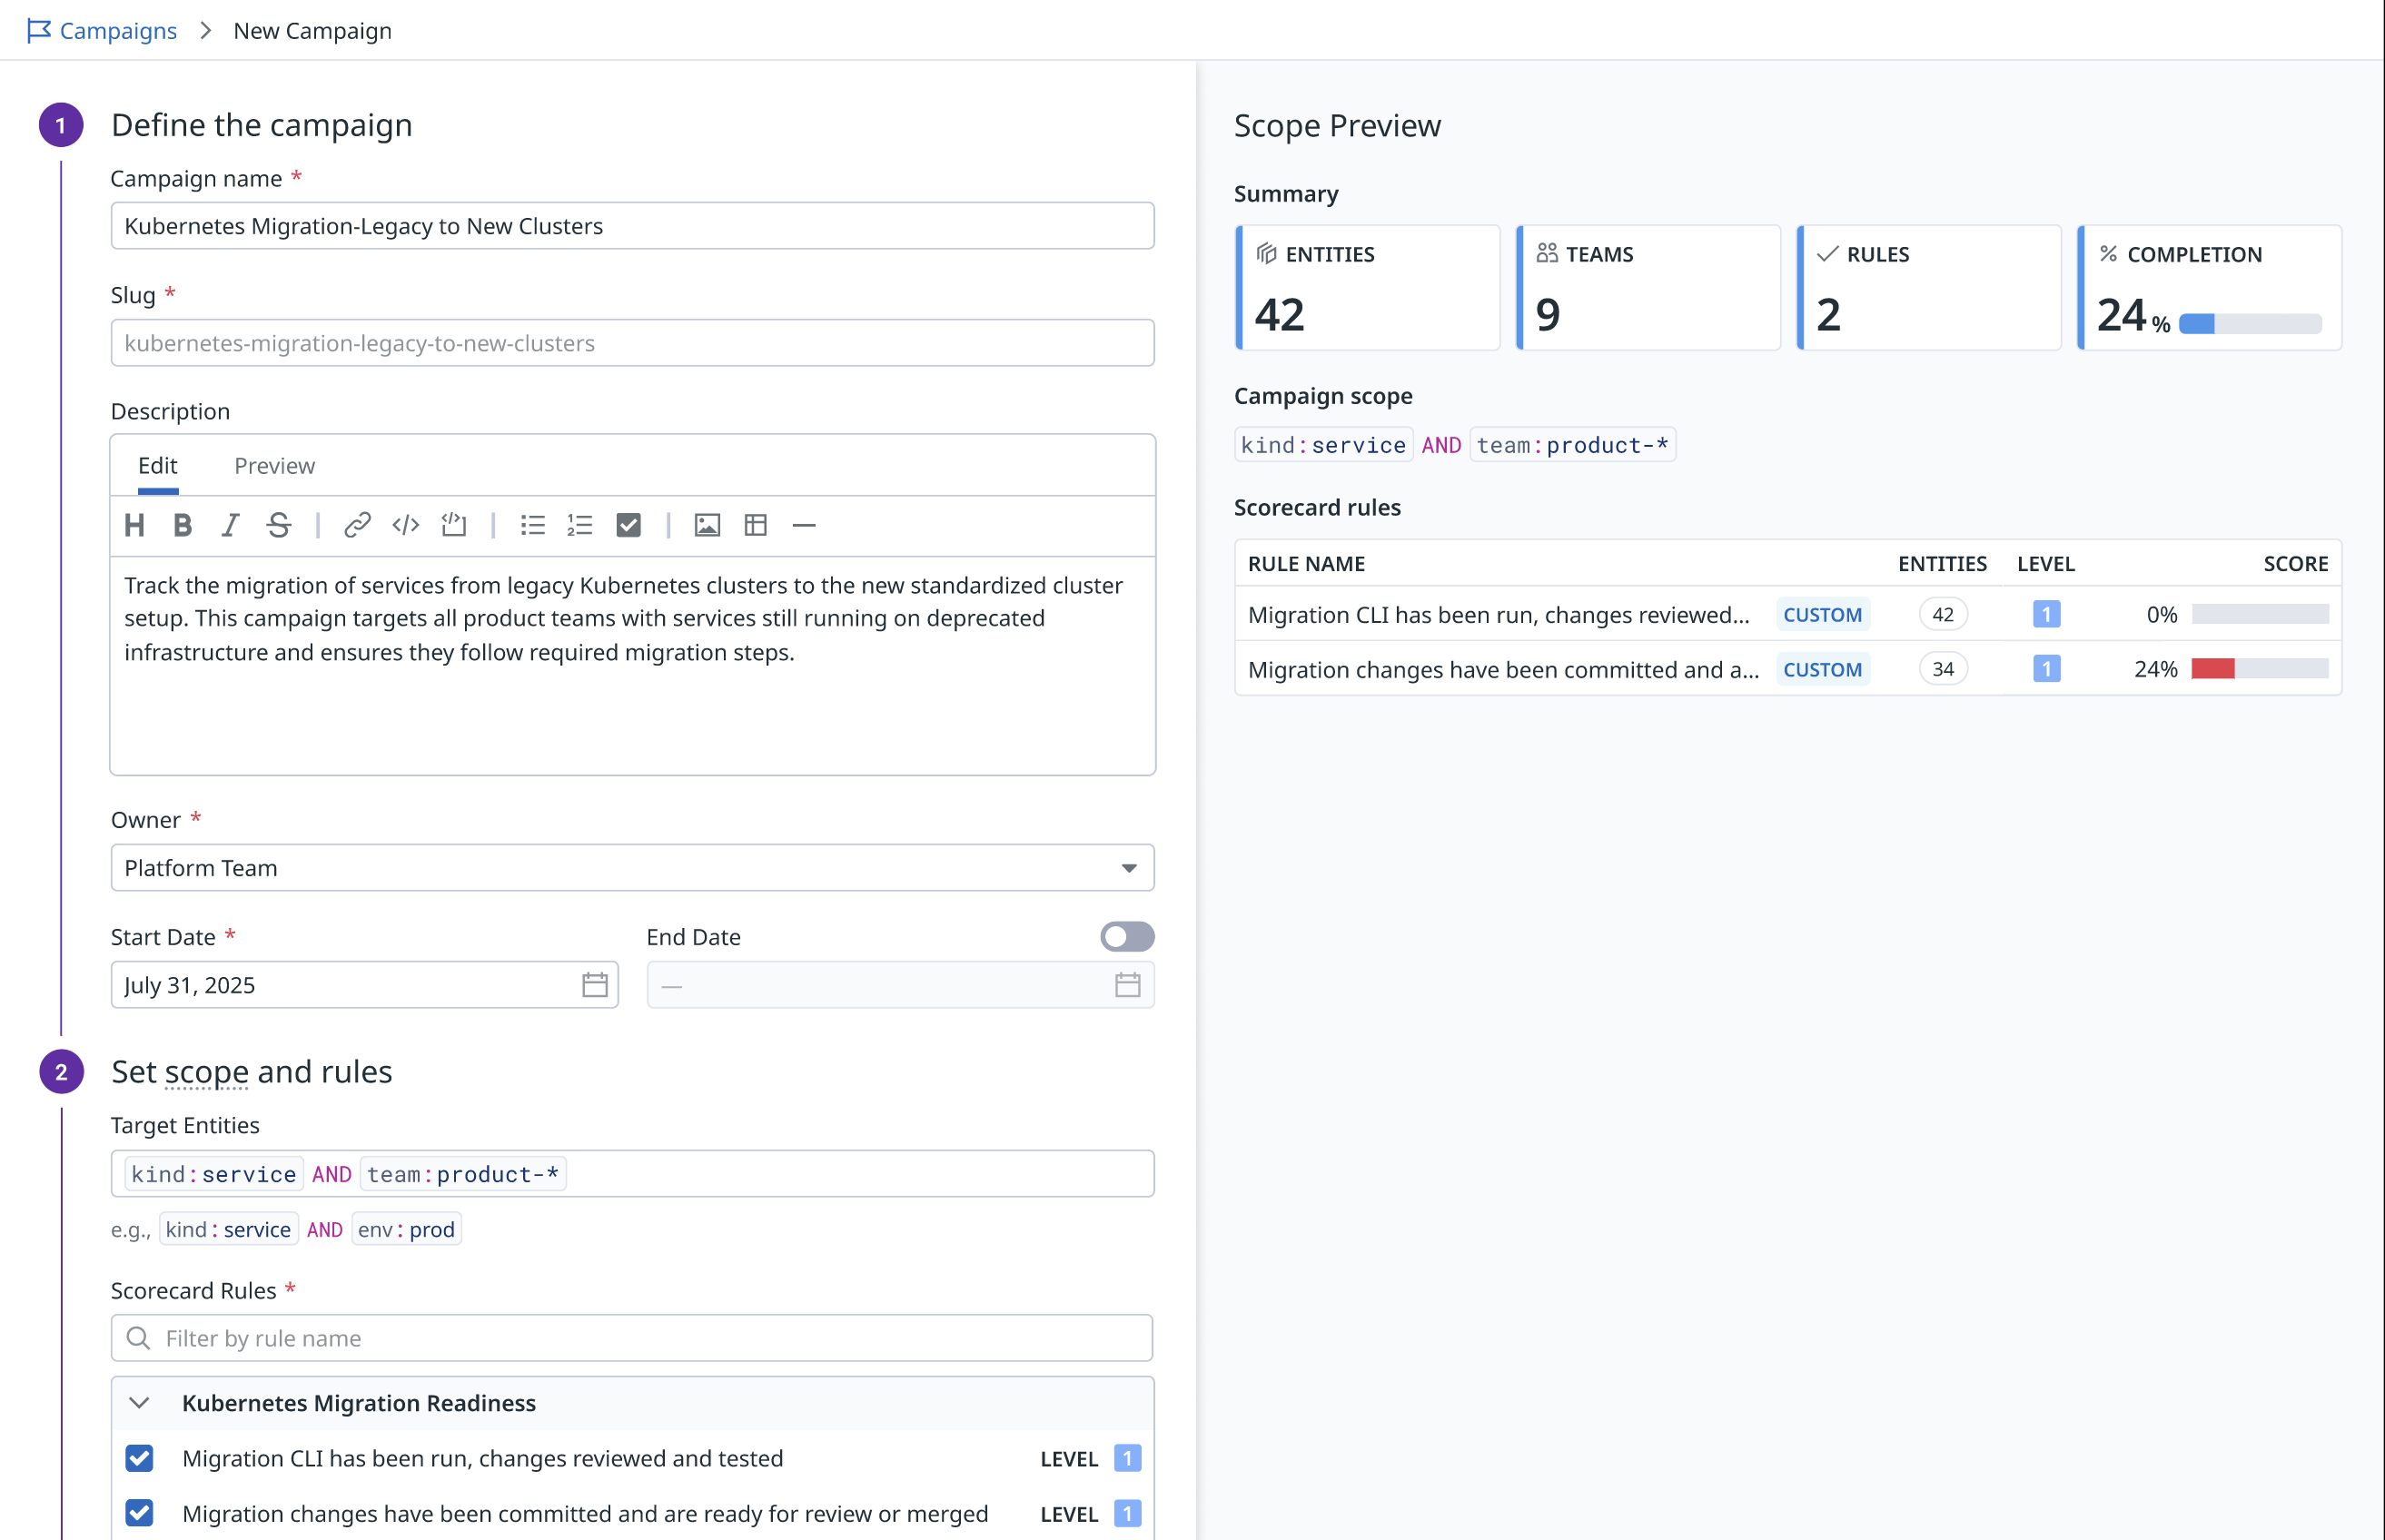 Campaigns > New Campaign
1 Define the campaign
Campaign name *
Kubernetes Migration-Legacy to New Clusters
Slug *
kubernetes-migration-legacy-to-new-clusters
Description
Edit Preview
H B I S
Track the migration of services from legacy Kubernetes clusters to the new standardized cluster
setup. This campaign targets all product teams with services still running on deprecated
infrastructure and ensures they follow required migration steps.
Owner *
Platform Team
Start Date * End Date
July 31, 2025 —
2 Set scope and rules
Target Entities
kind:service AND team:product-*
e.g., kind:service AND env:prod
Scorecard Rules *
Filter by rule name
Kubernetes Migration Readiness
Migration CLI has been run, changes reviewed and tested LEVEL 1
Migration changes have been committed and are ready for review or merged LEVEL 1
Scope Preview
Summary
ENTITIES
42
TEAMS
9
RULES
2
% COMPLETION
24 %
Campaign scope
kind:service AND team:product-*
Scorecard rules
RULE NAME ENTITIES LEVEL SCORE
Migration CLI has been run, changes reviewed... CUSTOM 42 1 0%
Migration changes have been committed and a... CUSTOM 34 1 24%